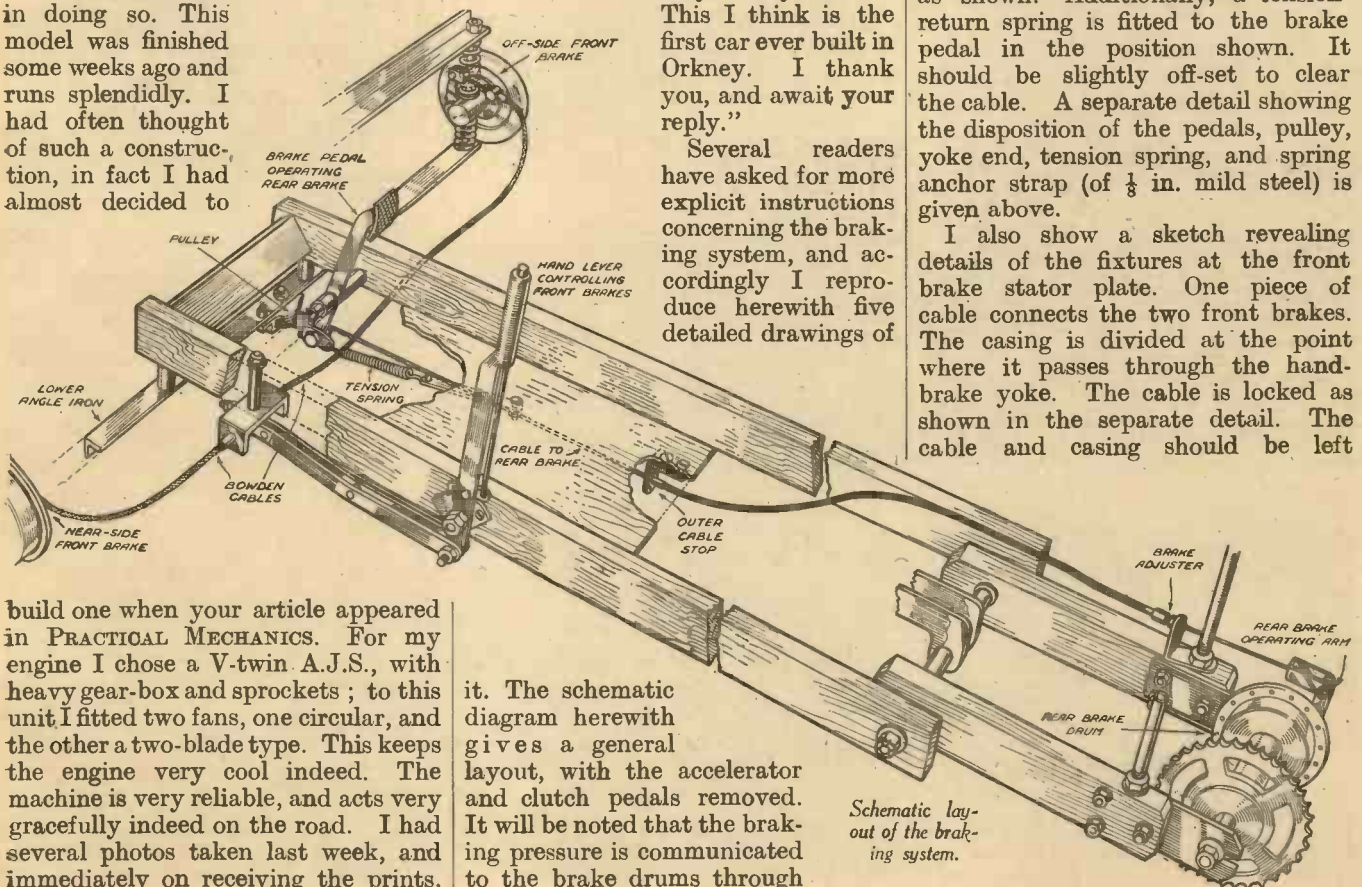 in doing so. This
model was finished
some weeks ago and
runs splendidly. I
had often thought
of such a construc-
tion, in fact I had
almost decided to
build one when your article appeared
in PRACTICAL MECHANICS. For my
engine I chose a V-twin A.J.S., with
heavy gear-box and sprockets ; to this
unit I fitted two fans, one circular, and
the other a two-blade type. This keeps
the engine very cool indeed. The
machine is very reliable, and acts very
gracefully indeed on the road. I had
several photos taken last week, and
immediately on receiving the prints,
This I think is the
first car ever built in
Orkney. I thank
you, and await your
reply."
Several readers
have asked for more
explicit instructions
concerning the brak-
ing system, and ac-
cordingly I repro-
duce herewith five
detailed drawings of
it. The schematic
diagram herewith
gives a general
layout, with the accelerator
and clutch pedals removed.
It will be noted that the brak-
ing pressure is communicated
to the brake drums through
return spring is fitted to the brake
pedal in the position shown. It
should be slightly off-set to clear
the cable. A separate detail showing
the disposition of the pedals, pulley,
yoke end, tension spring, and spring
anchor strap (of ⅛ in. mild steel) is
given above.
I also show a sketch revealing
details of the fixtures at the front
brake stator plate. One piece of
cable connects the two front brakes.
The casing is divided at the point
where it passes through the hand-
brake yoke. The cable is locked as
shown in the separate detail. The
cable and casing should be left
OFF-SIDE FRONT
BRAKE
BRAKE PEDAL
OPERATING
REAR BRAKE
PULLEY
HAND LEVER
CONTROLLING
FRONT BRAKES
LOWER
ANGLE IRON
TENSION
SPRING
CABLE TO
REAR BRAKE
BOWDEN
CABLES
NEAR-SIDE
FRONT BRAKE
OUTER
CABLE
STOP
BRAKE
ADJUSTER
REAR BRAKE
OPERATING ARM
REAR BRAKE
DRUM
Schematic lay-
out of the brak-
ing system.